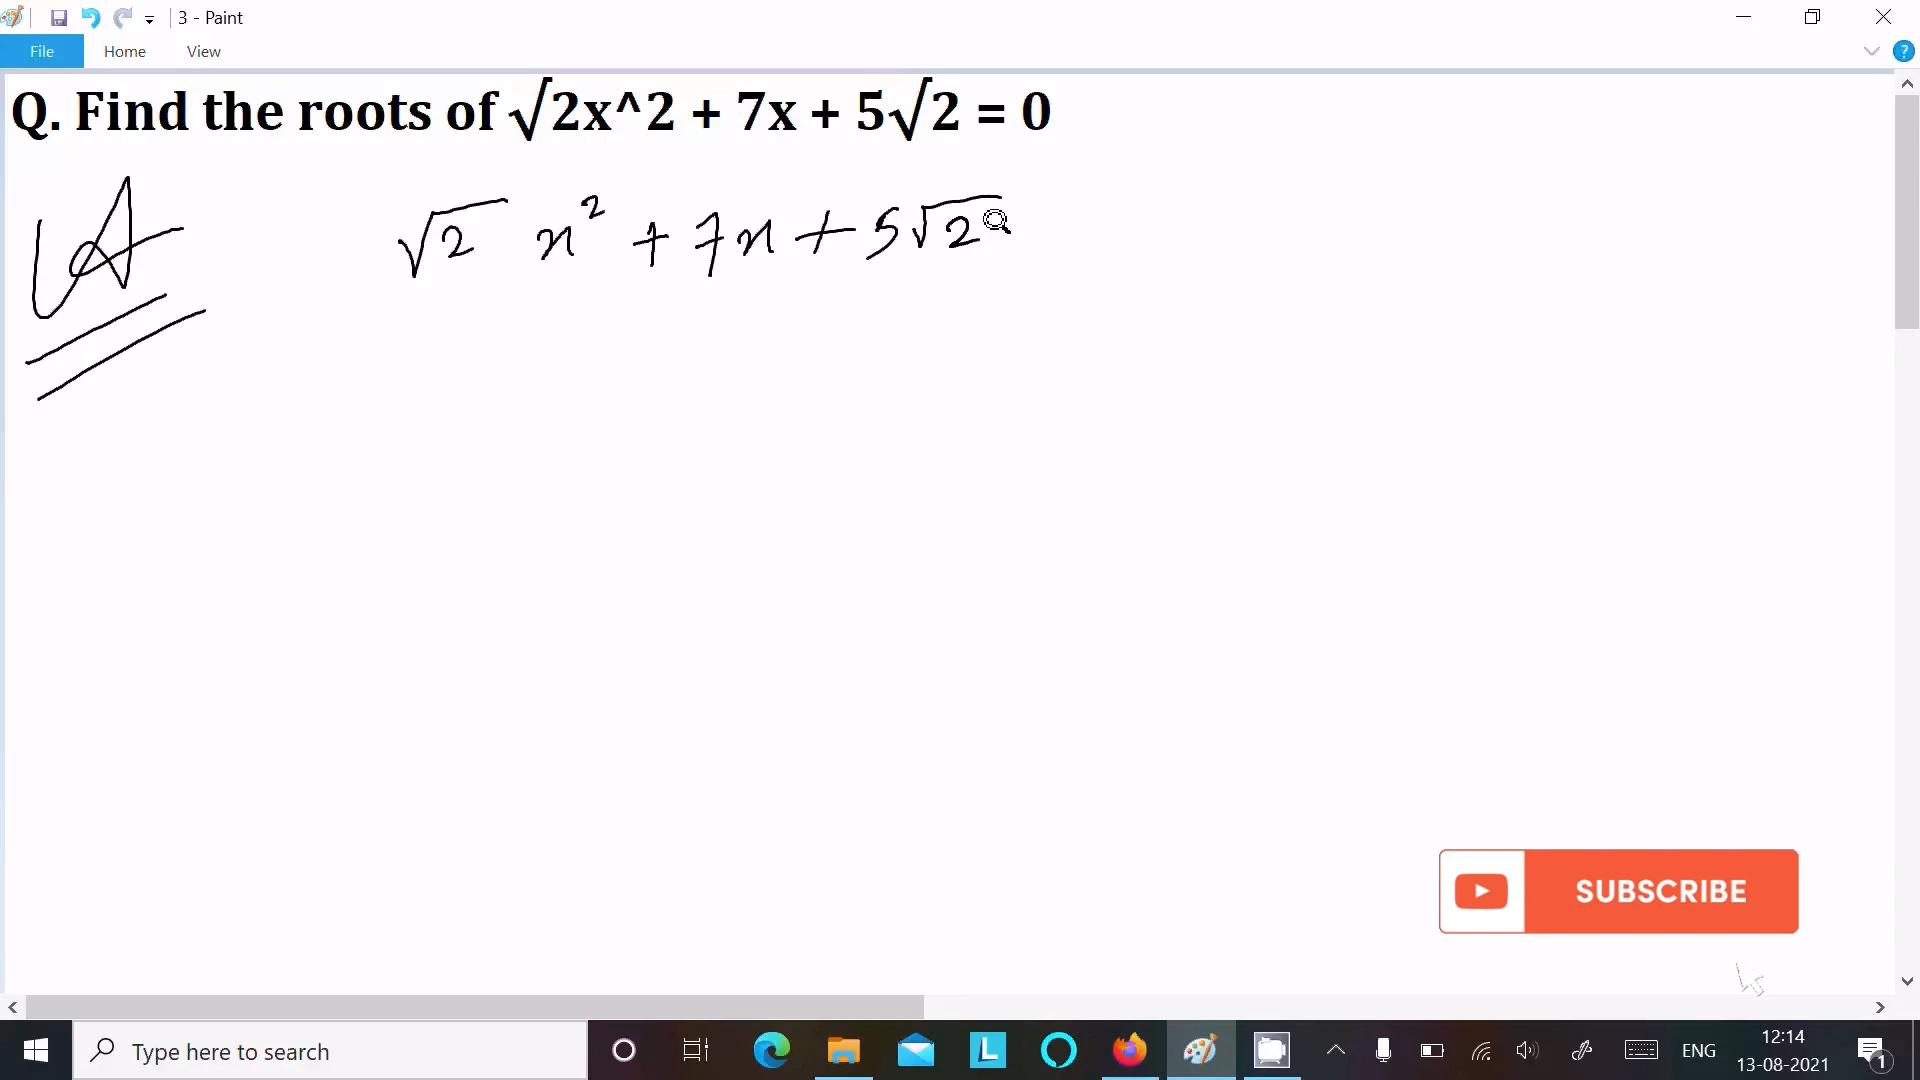 3 - Paint
File Home View
Q. Find the roots of √2x^2 + 7x + 5√2 = 0
A
√2 x² + 7x + 5√2
SUBSCRIBE
Type here to search
ENG
12:14
13-08-2021
1